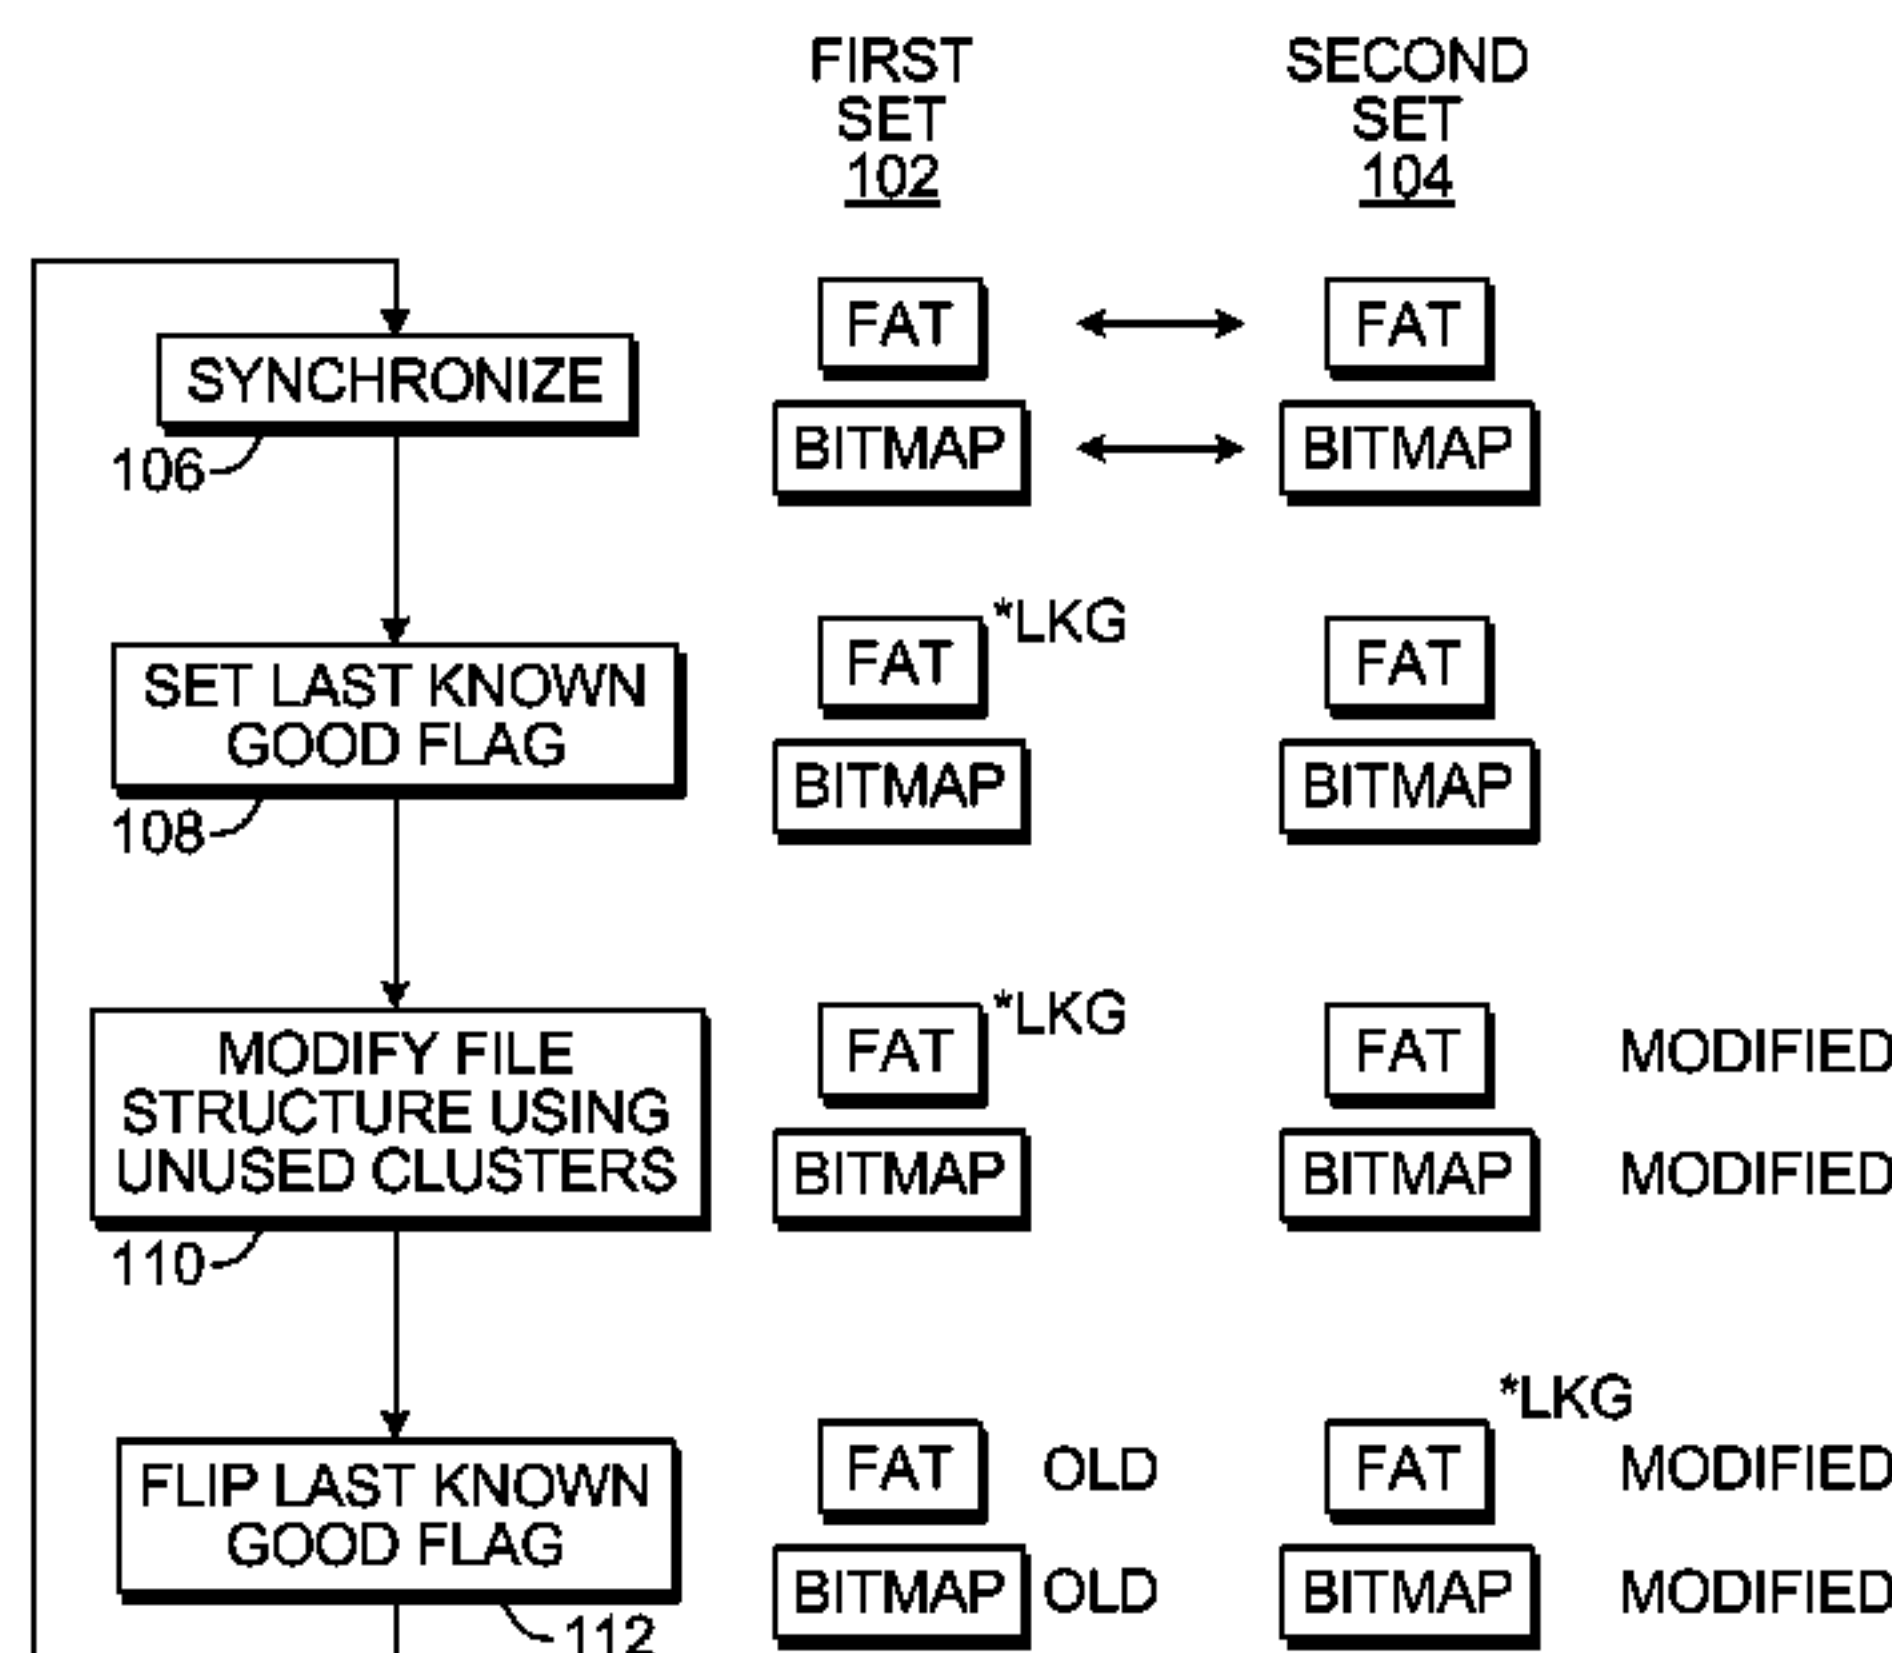 FIRST
SET
102
SECOND
SET
104
SYNCHRONIZE
106
FAT
FAT
BITMAP
BITMAP
SET LAST KNOWN
GOOD FLAG
108
FAT
*LKG
FAT
BITMAP
BITMAP
MODIFY FILE
STRUCTURE USING
UNUSED CLUSTERS
110
FAT
*LKG
FAT
MODIFIED
BITMAP
BITMAP
MODIFIED
FLIP LAST KNOWN
GOOD FLAG
112
FAT
OLD
FAT
*LKG
MODIFIED
BITMAP
OLD
BITMAP
MODIFIED